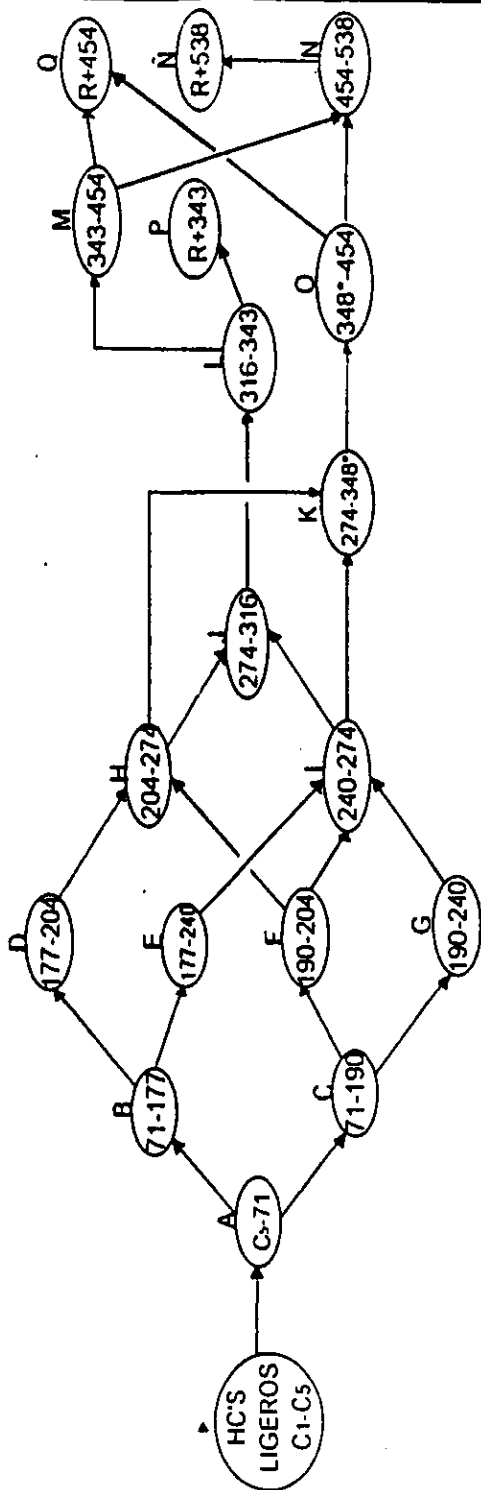 HC'S
LIGEROS
C1-C5
A
C5-71
B
71-177
C
71-190
D
177-204
E
177-240
F
190-204
G
190-240
H
204-274
I
240-274
J
274-316
K
274-348*
L
316-343
M
343-454
P
R+343
O
348*-454
Q
R+454
Ñ
R+538
N
454-538